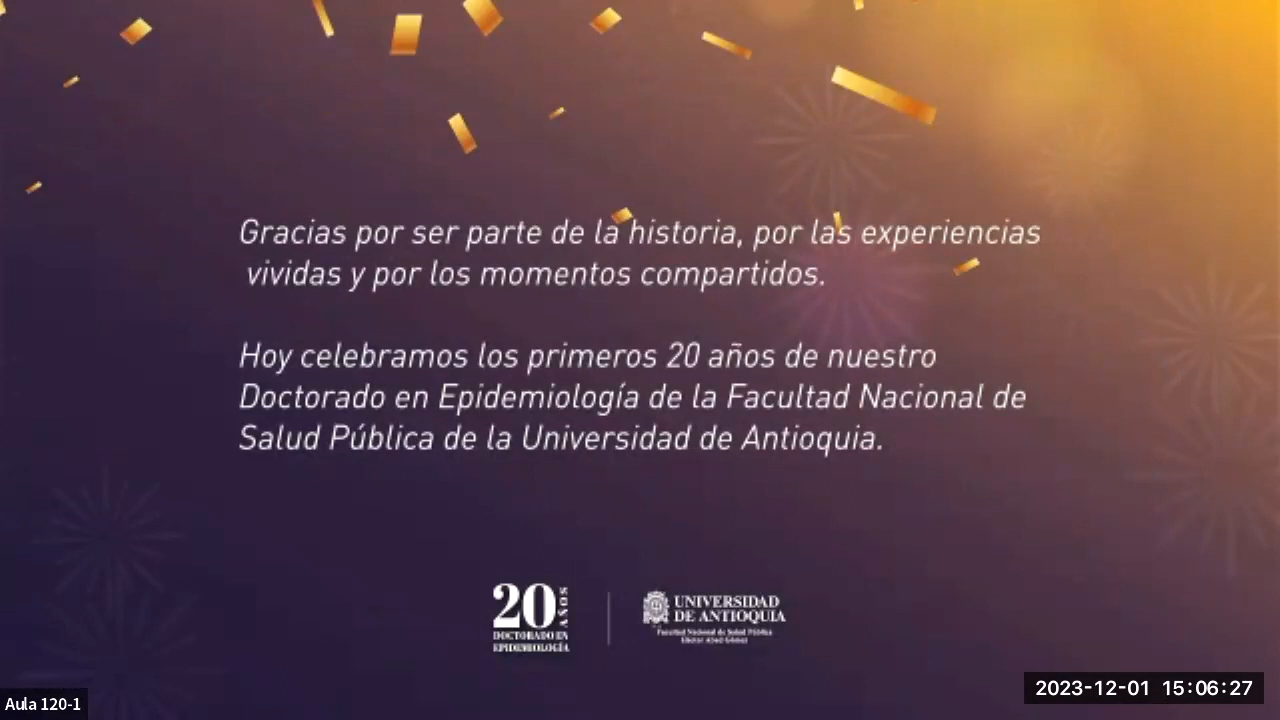 Gracias por ser parte de la historia, por las experiencias
vividas y por los momentos compartidos.
Hoy celebramos los primeros 20 años de nuestro
Doctorado en Epidemiología de la Facultad Nacional de
Salud Pública de la Universidad de Antioquia.
20 AÑOS
DOCTORADO EN
EPIDEMIOLOGÍA
UNIVERSIDAD
DE ANTIOQUIA
Facultad Nacional de Salud Pública
Héctor Abad Gómez
Aula 120-1
2023-12-01 15:06:27